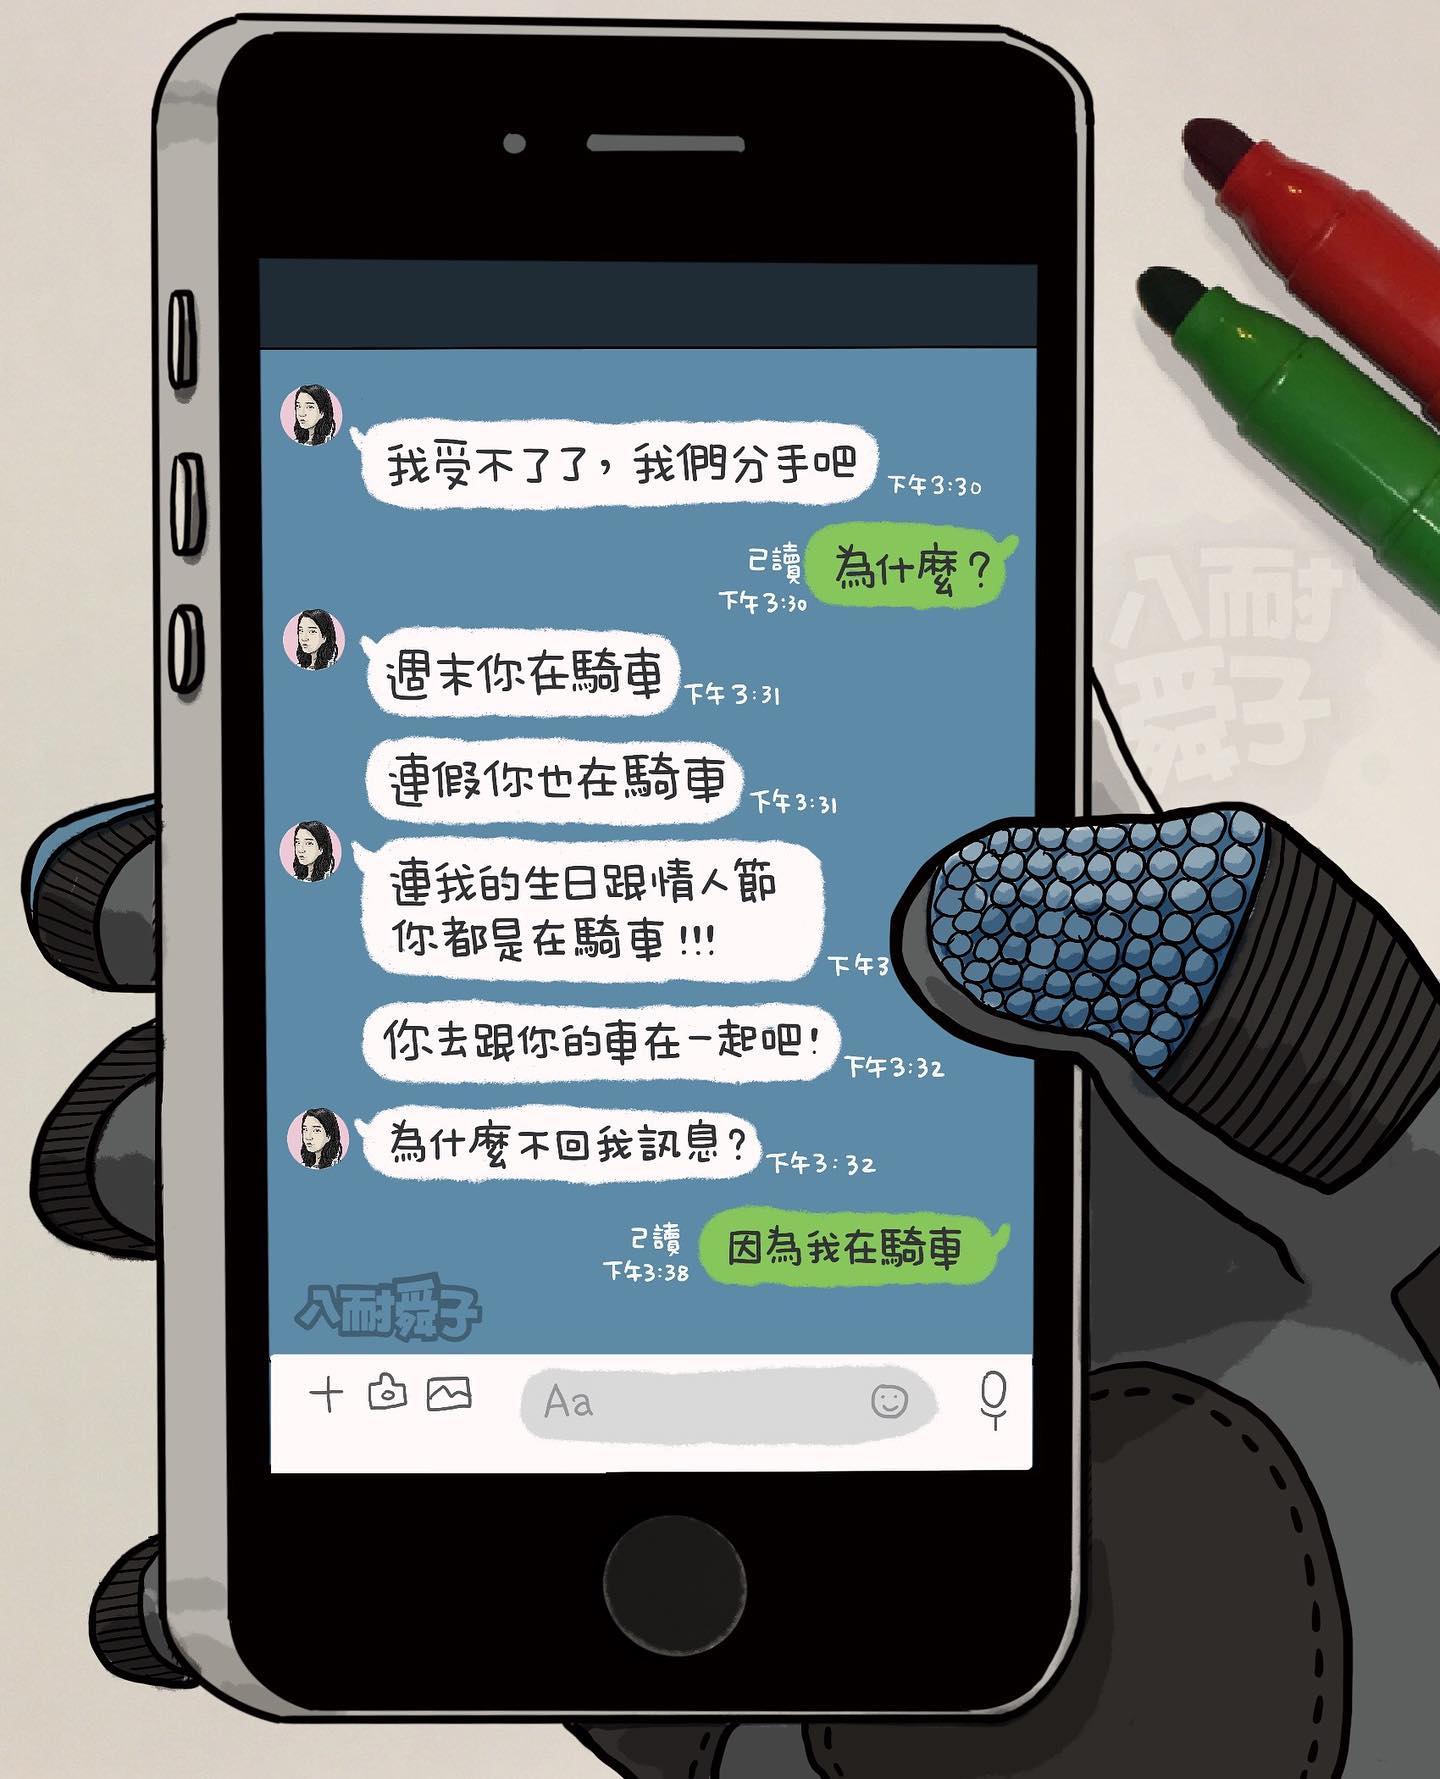 我受不了了，我們分手吧
下午3:30
為什麼？
已讀
下午3:30
週末你在騎車
下午3:31
連假你也在騎車
下午3:31
連我的生日跟情人節
你都是在騎車!!!
下午3
你去跟你的車在一起吧!
下午3:32
為什麼不回我訊息？
下午3:32
因為我在騎車
已讀
下午3:38
八耐舜子
Aa
八耐
舜子